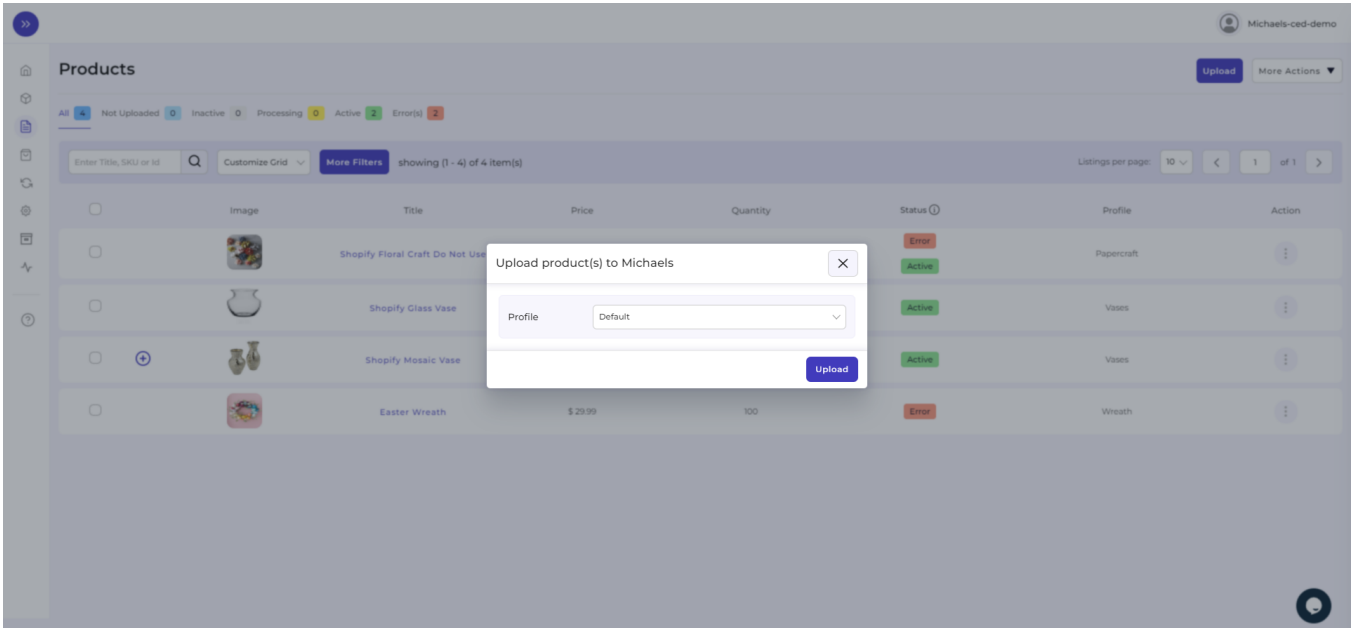 Michaels-ced-demo
Products
Upload More Actions
All 4 Not Uploaded 0 Inactive 0 Processing 0 Active 2 Error(s) 2
Enter Title, SKU or Id Customize Grid More Filters showing (1 - 4) of 4 item(s) Listings per page: 10 1 of 1
Image Title Price Quantity Status Profile Action
Shopify Floral Craft Do Not Use Error Active Papercraft
Upload product(s) to Michaels
Shopify Glass Vase Active Vases
Profile Default
Shopify Mosaic Vase Active Vases
Upload
Easter Wreath $ 29.99 100 Error Wreath